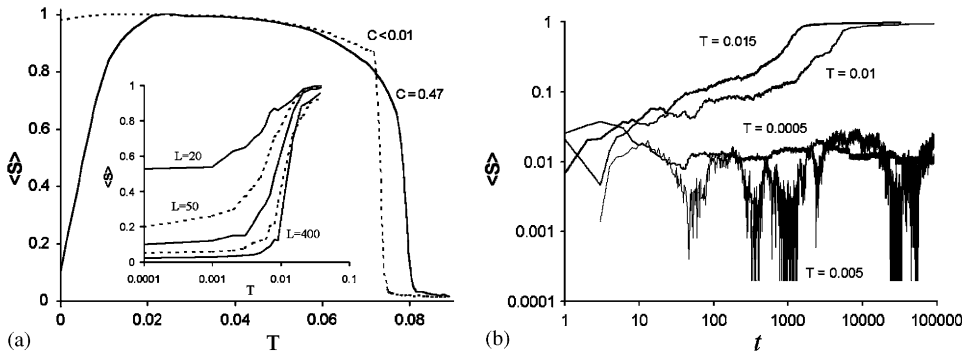 1
0.8
0.6
0.4
0.2
0
<S>
0
0.02
0.04
0.06
0.08
T
C<0.01
C=0.47
1
0.8
0.6
0.4
0.2
0
<S>
L=20
L=50
L=400
0.0001
0.001
0.01
0.1
T
(a)
1
0.1
0.01
0.001
0.0001
<S>
T = 0.015
T = 0.01
T = 0.0005
T = 0.005
1
10
100
1000
10000
100000
t
(b)